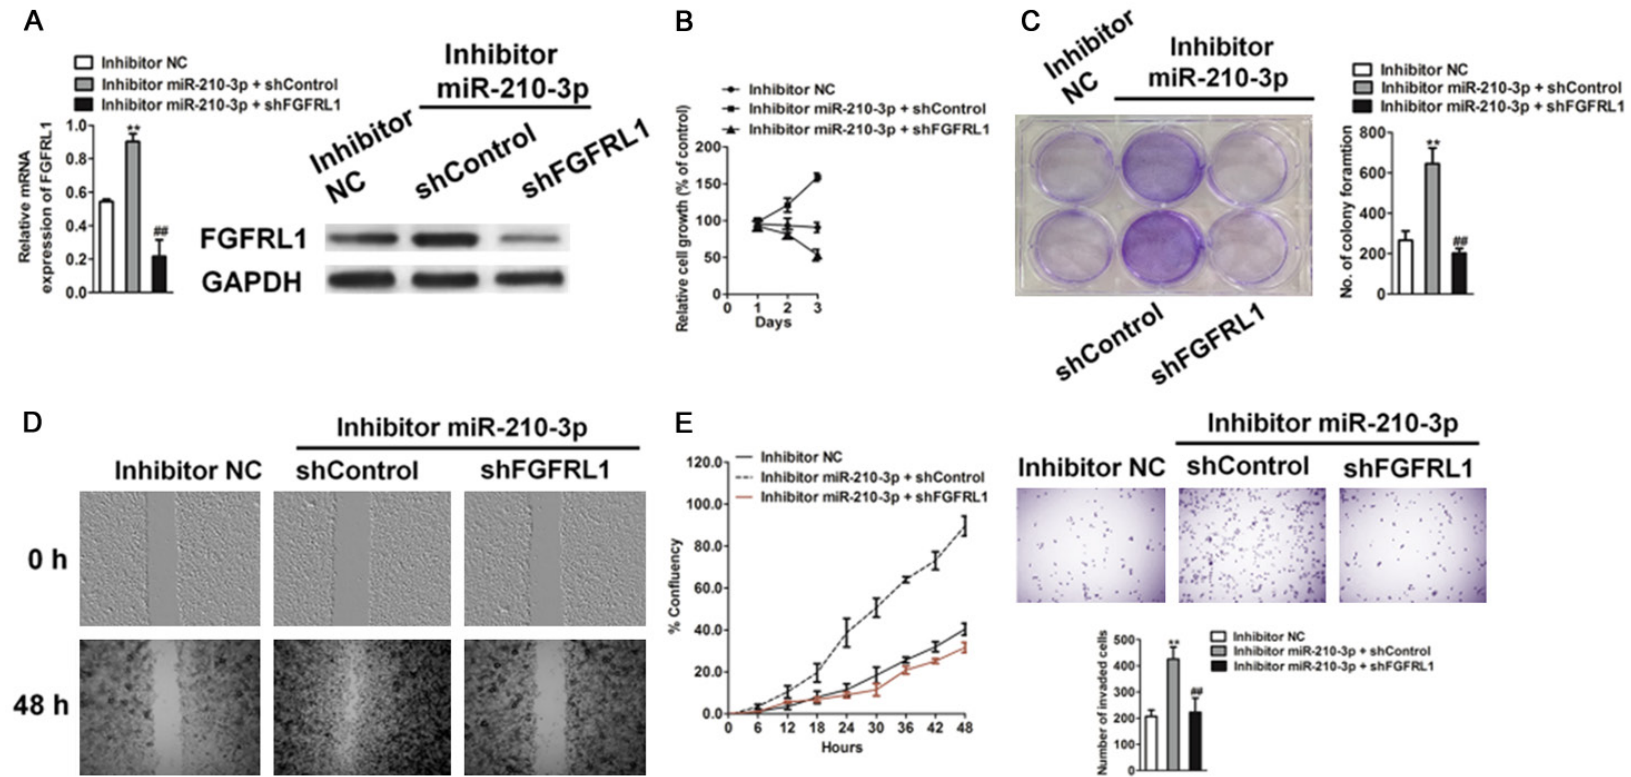 A
Inhibitor NC
Inhibitor miR-210-3p + shControl
Inhibitor miR-210-3p + shFGFRL1
Relative mRNA
expression of FGFRL1
1.0
0.8
0.6
0.4
0.2
0.0
**
##
Inhibitor
miR-210-3p
Inhibitor
NC
shControl
shFGFRL1
FGFRL1
GAPDH
B
Inhibitor NC
Inhibitor miR-210-3p + shControl
Inhibitor miR-210-3p + shFGFRL1
Relative cell growth (% of control)
200
150
100
50
0
0 1 2 3
Days
C
Inhibitor
NC
Inhibitor
miR-210-3p
shControl
shFGFRL1
Inhibitor NC
Inhibitor miR-210-3p + shControl
Inhibitor miR-210-3p + shFGFRL1
No. of colony foramtion
800
600
400
200
0
**
##
D
Inhibitor miR-210-3p
Inhibitor NC shControl shFGFRL1
0 h
48 h
E
Inhibitor NC
Inhibitor miR-210-3p + shControl
Inhibitor miR-210-3p + shFGFRL1
% Confluency
120.0
100.0
80.0
60.0
40.0
20.0
0.0
0 6 12 18 24 30 36 42 48
Hours
Inhibitor miR-210-3p
Inhibitor NC shControl shFGFRL1
Number of invaded cells
500
400
300
200
100
0
**
##
Inhibitor NC
Inhibitor miR-210-3p + shControl
Inhibitor miR-210-3p + shFGFRL1